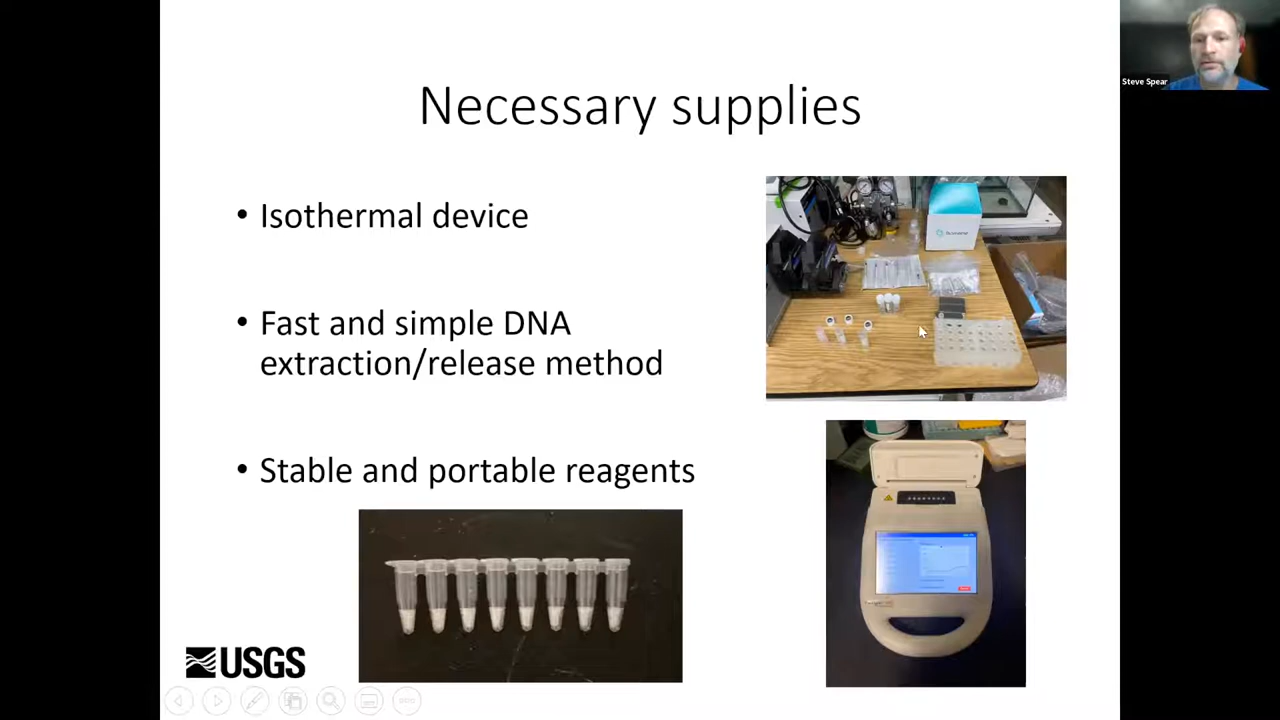 Steve Spear
Necessary supplies
• Isothermal device
• Fast and simple DNA
extraction/release method
• Stable and portable reagents
USGS